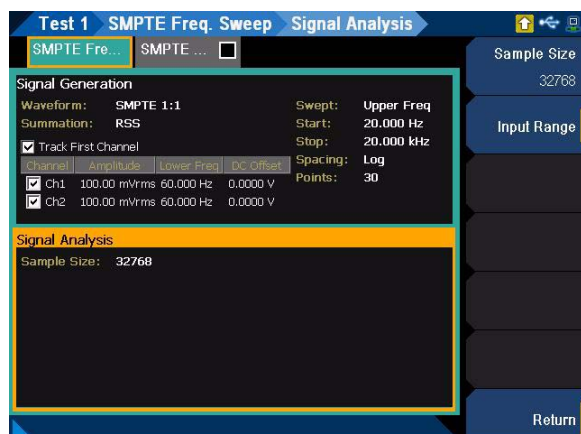 Test 1 SMPTE Freq. Sweep Signal Analysis
SMPTE Fre... SMPTE ...
Sample Size
32768
Input Range
Signal Generation
Waveform: SMPTE 1:1
Summation: RSS
Track First Channel
Channel Amplitude Lower Freq DC Offset
Ch1 100.00 mVrms 60.000 Hz 0.0000 V
Ch2 100.00 mVrms 60.000 Hz 0.0000 V
Swept: Upper Freq
Start: 20.000 Hz
Stop: 20.000 kHz
Spacing: Log
Points: 30
Signal Analysis
Sample Size: 32768
Return